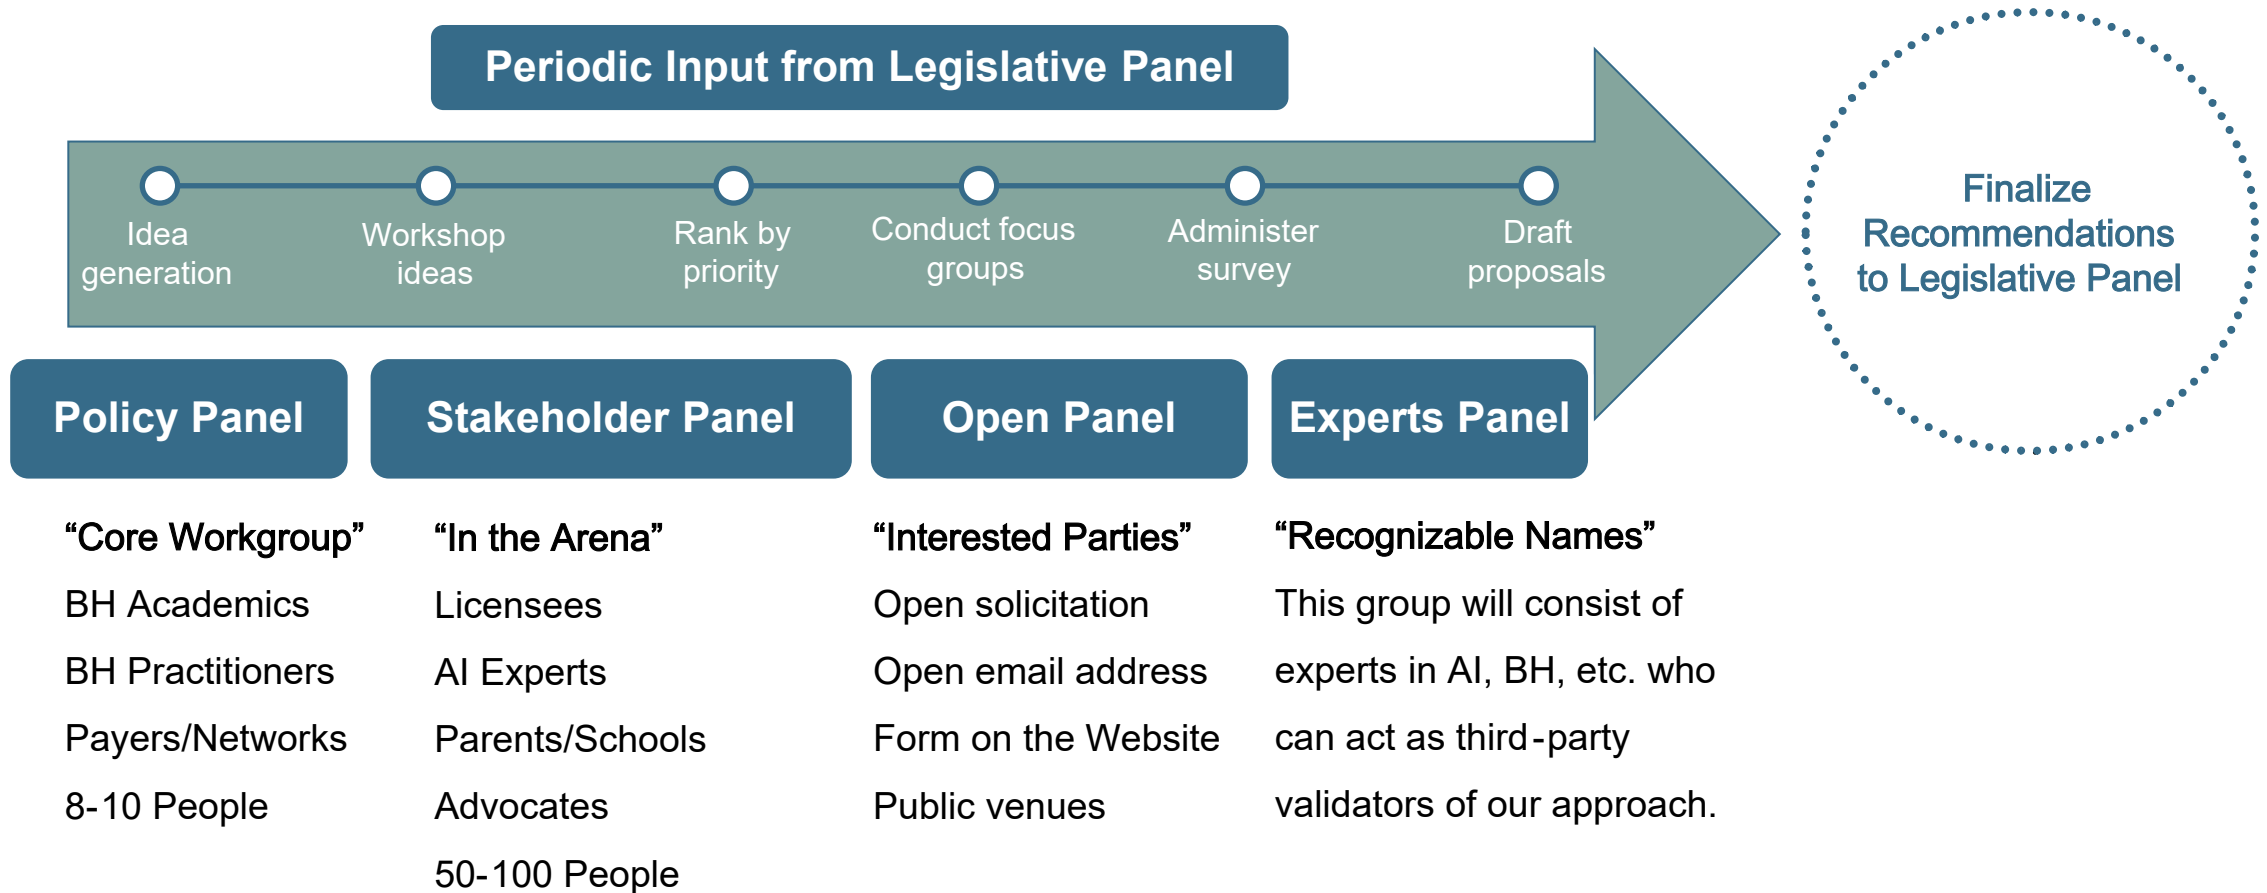 Periodic Input from Legislative Panel
Idea
generation
Workshop
ideas
Rank by
priority
Conduct focus
groups
Administer
survey
Draft
proposals
Finalize
Recommendations
to Legislative Panel
Policy Panel
“Core Workgroup”
BH Academics
BH Practitioners
Payers/Networks
8-10 People
Stakeholder Panel
“In the Arena”
Licensees
AI Experts
Parents/Schools
Advocates
50-100 People
Open Panel
“Interested Parties”
Open solicitation
Open email address
Form on the Website
Public venues
Experts Panel
“Recognizable Names”
This group will consist of
experts in AI, BH, etc. who
can act as third-party
validators of our approach.